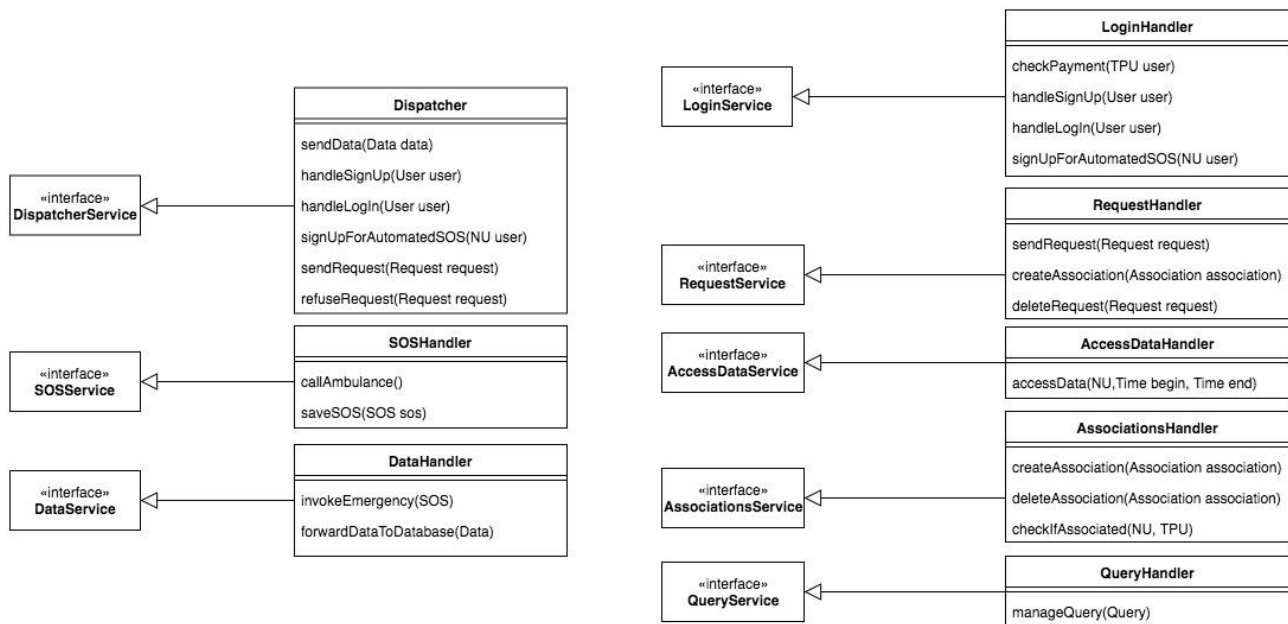 «interface»
DispatcherService
Dispatcher
sendData(Data data)
handleSignUp(User user)
handleLogIn(User user)
signUpForAutomatedSOS(NU user)
sendRequest(Request request)
refuseRequest(Request request)
«interface»
SOSService
SOSHandler
callAmbulance()
saveSOS(SOS sos)
«interface»
DataService
DataHandler
invokeEmergency(SOS)
forwardDataToDatabase(Data)
«interface»
LoginService
LoginHandler
checkPayment(TPU user)
handleSignUp(User user)
handleLogIn(User user)
signUpForAutomatedSOS(NU user)
«interface»
RequestService
RequestHandler
sendRequest(Request request)
createAssociation(Association association)
deleteRequest(Request request)
«interface»
AccessDataService
AccessDataHandler
accessData(NU,Time begin, Time end)
«interface»
AssociationsService
AssociationsHandler
createAssociation(Association association)
deleteAssociation(Association association)
checkIfAssociated(NU, TPU)
«interface»
QueryService
QueryHandler
manageQuery(Query)